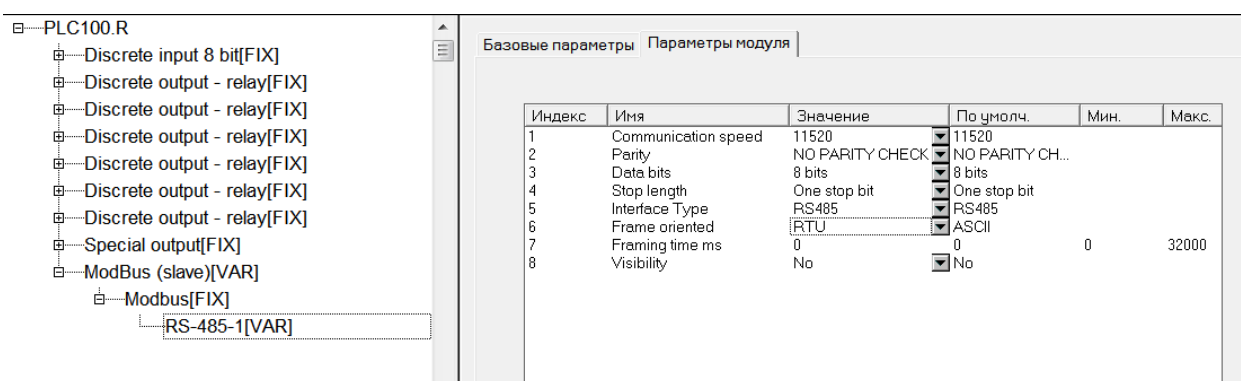 PLC100.R
Discrete input 8 bit[FIX]
Discrete output - relay[FIX]
Discrete output - relay[FIX]
Discrete output - relay[FIX]
Discrete output - relay[FIX]
Discrete output - relay[FIX]
Discrete output - relay[FIX]
Special output[FIX]
ModBus (slave)[VAR]
Modbus[FIX]
RS-485-1[VAR]
Базовые параметры Параметры модуля
Индекс Имя Значение По умолч. Мин. Макс.
1 Communication speed 11520 11520
2 Parity NO PARITY CHECK NO PARITY CH...
3 Data bits 8 bits 8 bits
4 Stop length One stop bit One stop bit
5 Interface Type RS485 RS485
6 Frame oriented RTU ASCII
7 Framing time ms 0 0 0 32000
8 Visibility No No